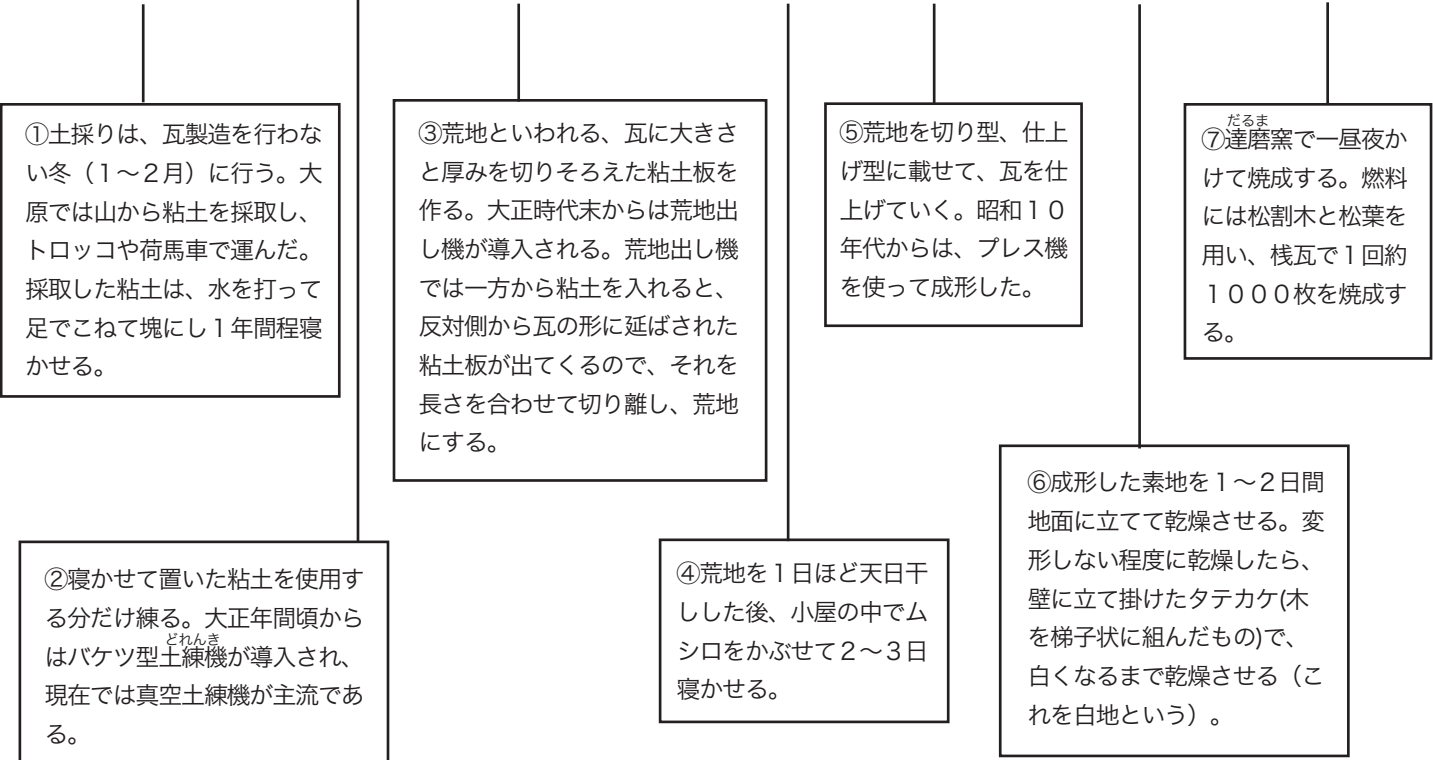 ①土採りは、瓦製造を行わな
い冬（１～２月）に行う。大
原では山から粘土を採取し、
トロッコや荷馬車で運んだ。
採取した粘土は、水を打って
足でこねて塊にし１年間程寝
かせる。
②寝かせて置いた粘土を使用す
る分だけ練る。大正年間頃から
どれんき
はバケツ型土練機が導入され、
現在では真空土練機が主流であ
る。
③荒地といわれる、瓦に大きさ
と厚みを切りそろえた粘土板を
作る。大正時代末からは荒地出
し機が導入される。荒地出し機
では一方から粘土を入れると、
反対側から瓦の形に延ばされた
粘土板が出てくるので、それを
長さを合わせて切り離し、荒地
にする。
④荒地を１日ほど天日干
しした後、小屋の中でム
シロをかぶせて２～３日
寝かせる。
⑤荒地を切り型、仕上
げ型に載せて、瓦を仕
上げていく。昭和１０
年代からは、プレス機
を使って成形した。
⑥成形した素地を１～２日間
地面に立てて乾燥させる。変
形しない程度に乾燥したら、
壁に立て掛けたタテカケ(木
を梯子状に組んだもの)で、
白くなるまで乾燥させる（こ
れを白地という）。
だるま
⑦達磨窯で一昼夜か
けて焼成する。燃料
には松割木と松葉を
用い、桟瓦で１回約
１０００枚を焼成す
る。